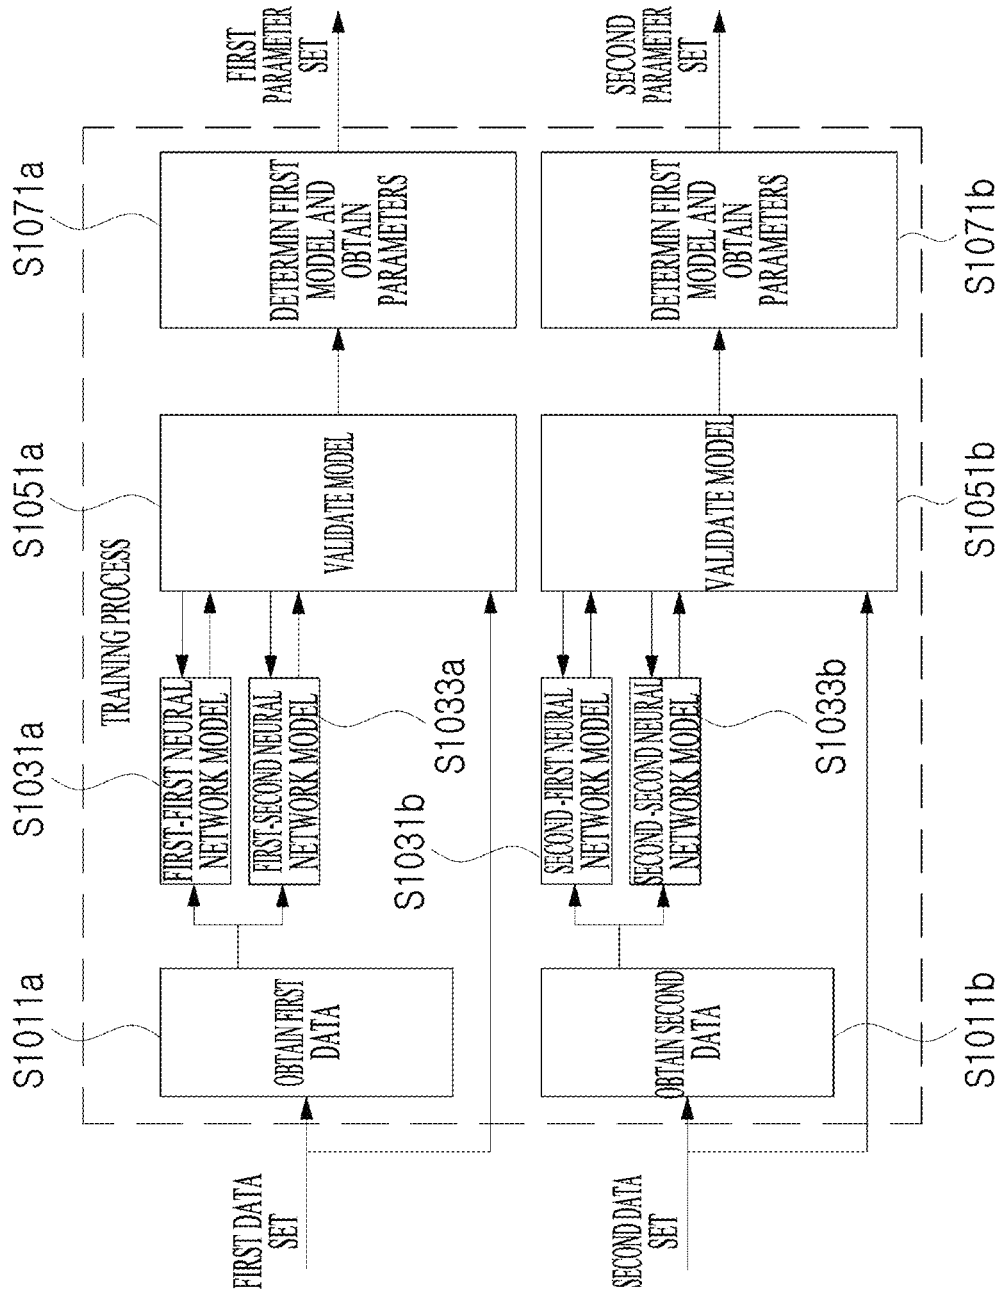 TRAINING PROCESS
FIRST DATA
SET
S1011a
OBTAIN FIRST
DATA
S1031a
FIRST-FIRST NEURAL
NETWORK MODEL
FIRST-SECOND NEURAL
NETWORK MODEL
S1033a
S1051a
VALIDATE MODEL
S1071a
DETERMIN FIRST
MODEL AND
OBTAIN
PARAMETERS
FIRST
PARAMETER
SET
SECOND DATA
SET
OBTAIN SECOND
DATA
S1011b
S1031b
SECOND-FIRST NEURAL
NETWORK MODEL
SECOND-SECOND NEURAL
NETWORK MODEL
S1033b
VALIDATE MODEL
S1051b
DETERMIN FIRST
MODEL AND
OBTAIN
PARAMETERS
S1071b
SECOND
PARAMETER
SET